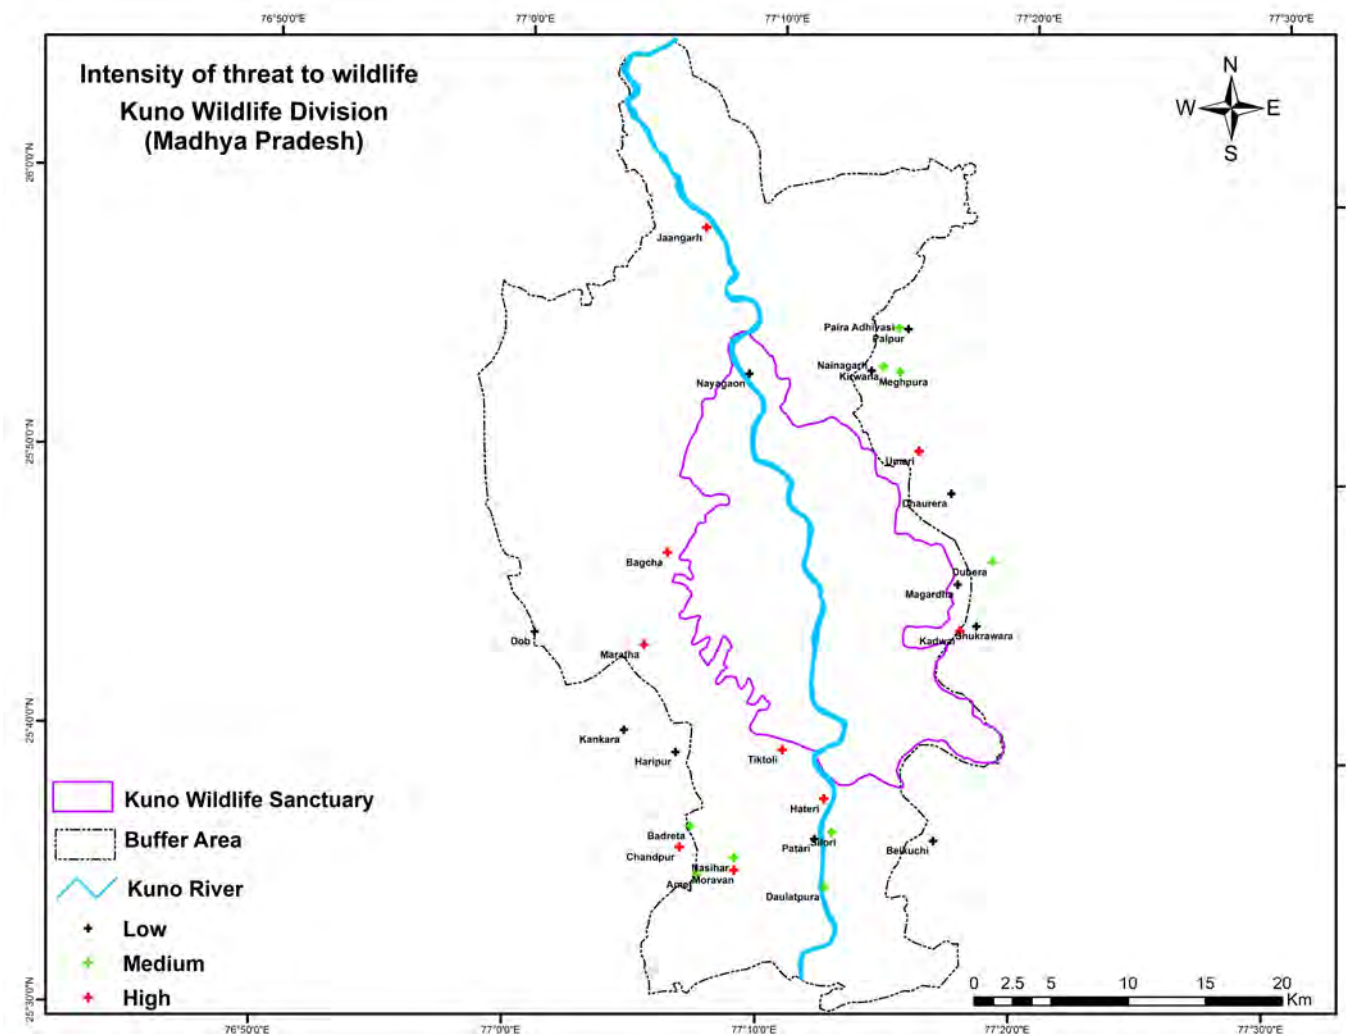 76°50'0"E 77°0'0"E 77°10'0"E 77°20'0"E 77°30'0"E
Intensity of threat to wildlife
Kuno Wildlife Division
(Madhya Pradesh)
N
W E
S
26°0'0"N
Jaangarh
Paira Adhiyasi
Palpur
Nainagarh
Kirwana
Meghpura
Nayagaon
25°50'0"N
Umari
Chaurera
Bagcha
Dubera
Magardha
Dob
Maratha
Kadwai
Shukrawara
25°40'0"N
Kankara
Haripur
Tiktoli
Kuno Wildlife Sanctuary
Hateri
Badreta
Buffer Area
Patari
Silori
Belkuchi
Chandpur
Nasihar
Moravan
Amet
Kuno River
Daulatpura
Low
Medium
High
0 2.5 5 10 15 20
Km
25°30'0"N
76°50'0"E 77°0'0"E 77°10'0"E 77°20'0"E 77°30'0"E